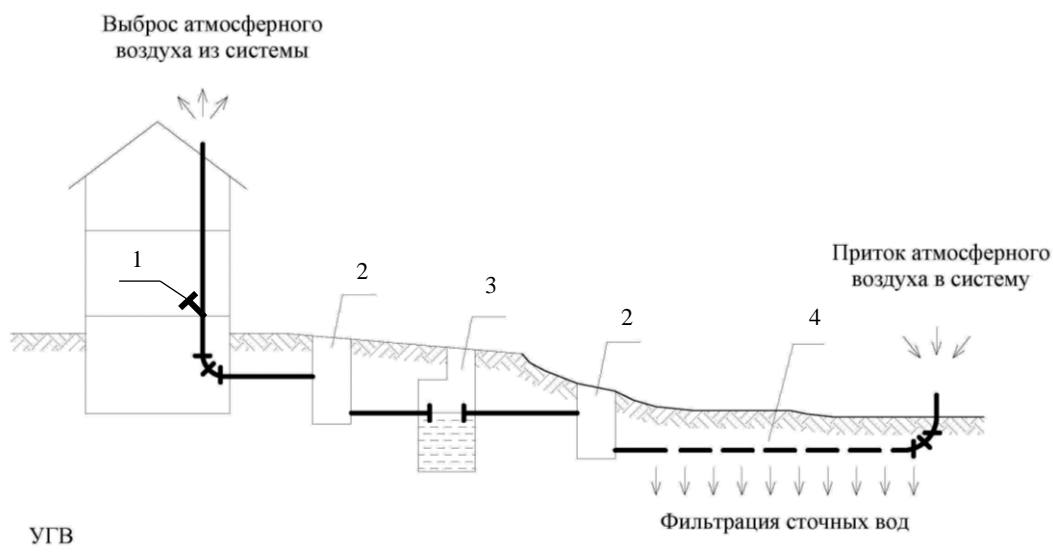 Выброс атмосферного
воздуха из системы
1
2
3
2
4
Приток атмосферного
воздуха в систему
Фильтрация сточных вод
УГВ